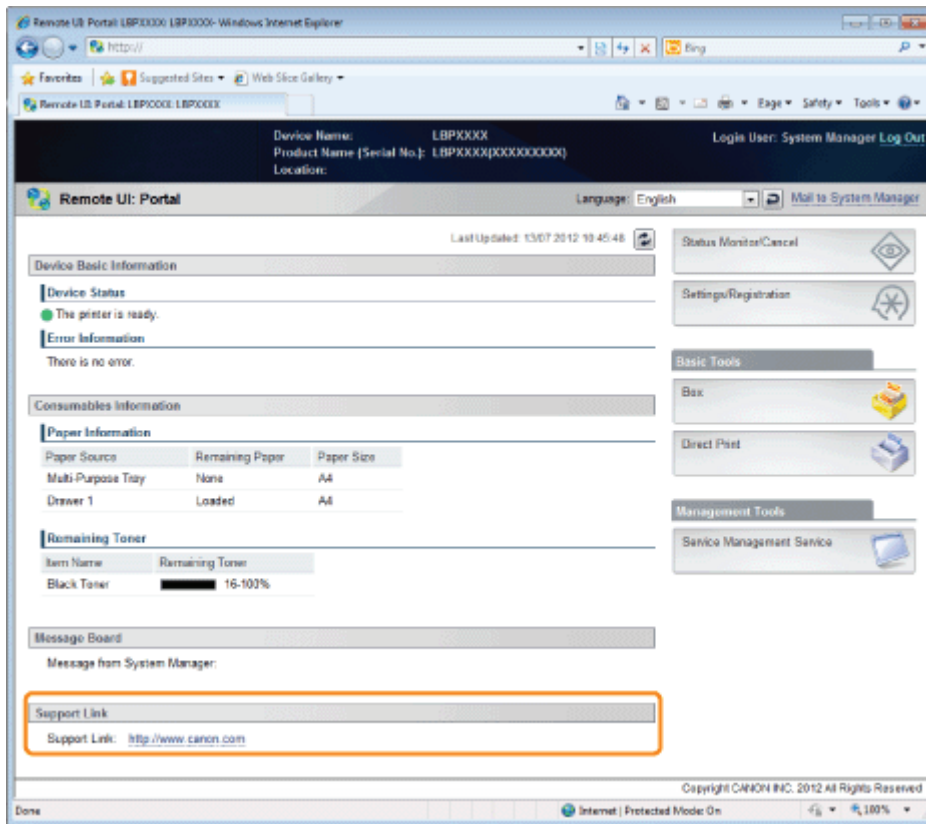 Remote UI: Portal: LBPXXXX: LBPXXXX- Windows Internet Explorer
http://
Bing
Favorites Suggested Sites Web Slice Gallery
Remote UI: Portal: LBPXXXX: LBPXXXX
Page Safety Tools
Device Name: LBPXXXX
Product Name (Serial No.): LBPXXXX(XXXXXXXXX)
Location:
Login User: System Manager Log Out
Remote UI: Portal
Language: English
Mail to System Manager
Last Updated: 13/07 2012 10:45:48
Device Basic Information
Device Status
The printer is ready.
Error Information
There is no error.
Consumables Information
Paper Information
Paper Source Remaining Paper Paper Size
Multi-Purpose Tray None A4
Drawer 1 Loaded A4
Remaining Toner
Item Name Remaining Toner
Black Toner 16-100%
Message Board
Message from System Manager:
Support Link
Support Link: http://www.canon.com
Status Monitor/Cancel
Settings/Registration
Basic Tools
Box
Direct Print
Management Tools
Service Management Service
Copyright CANON INC. 2012 All Rights Reserved
Done
Internet | Protected Mode: On
100%